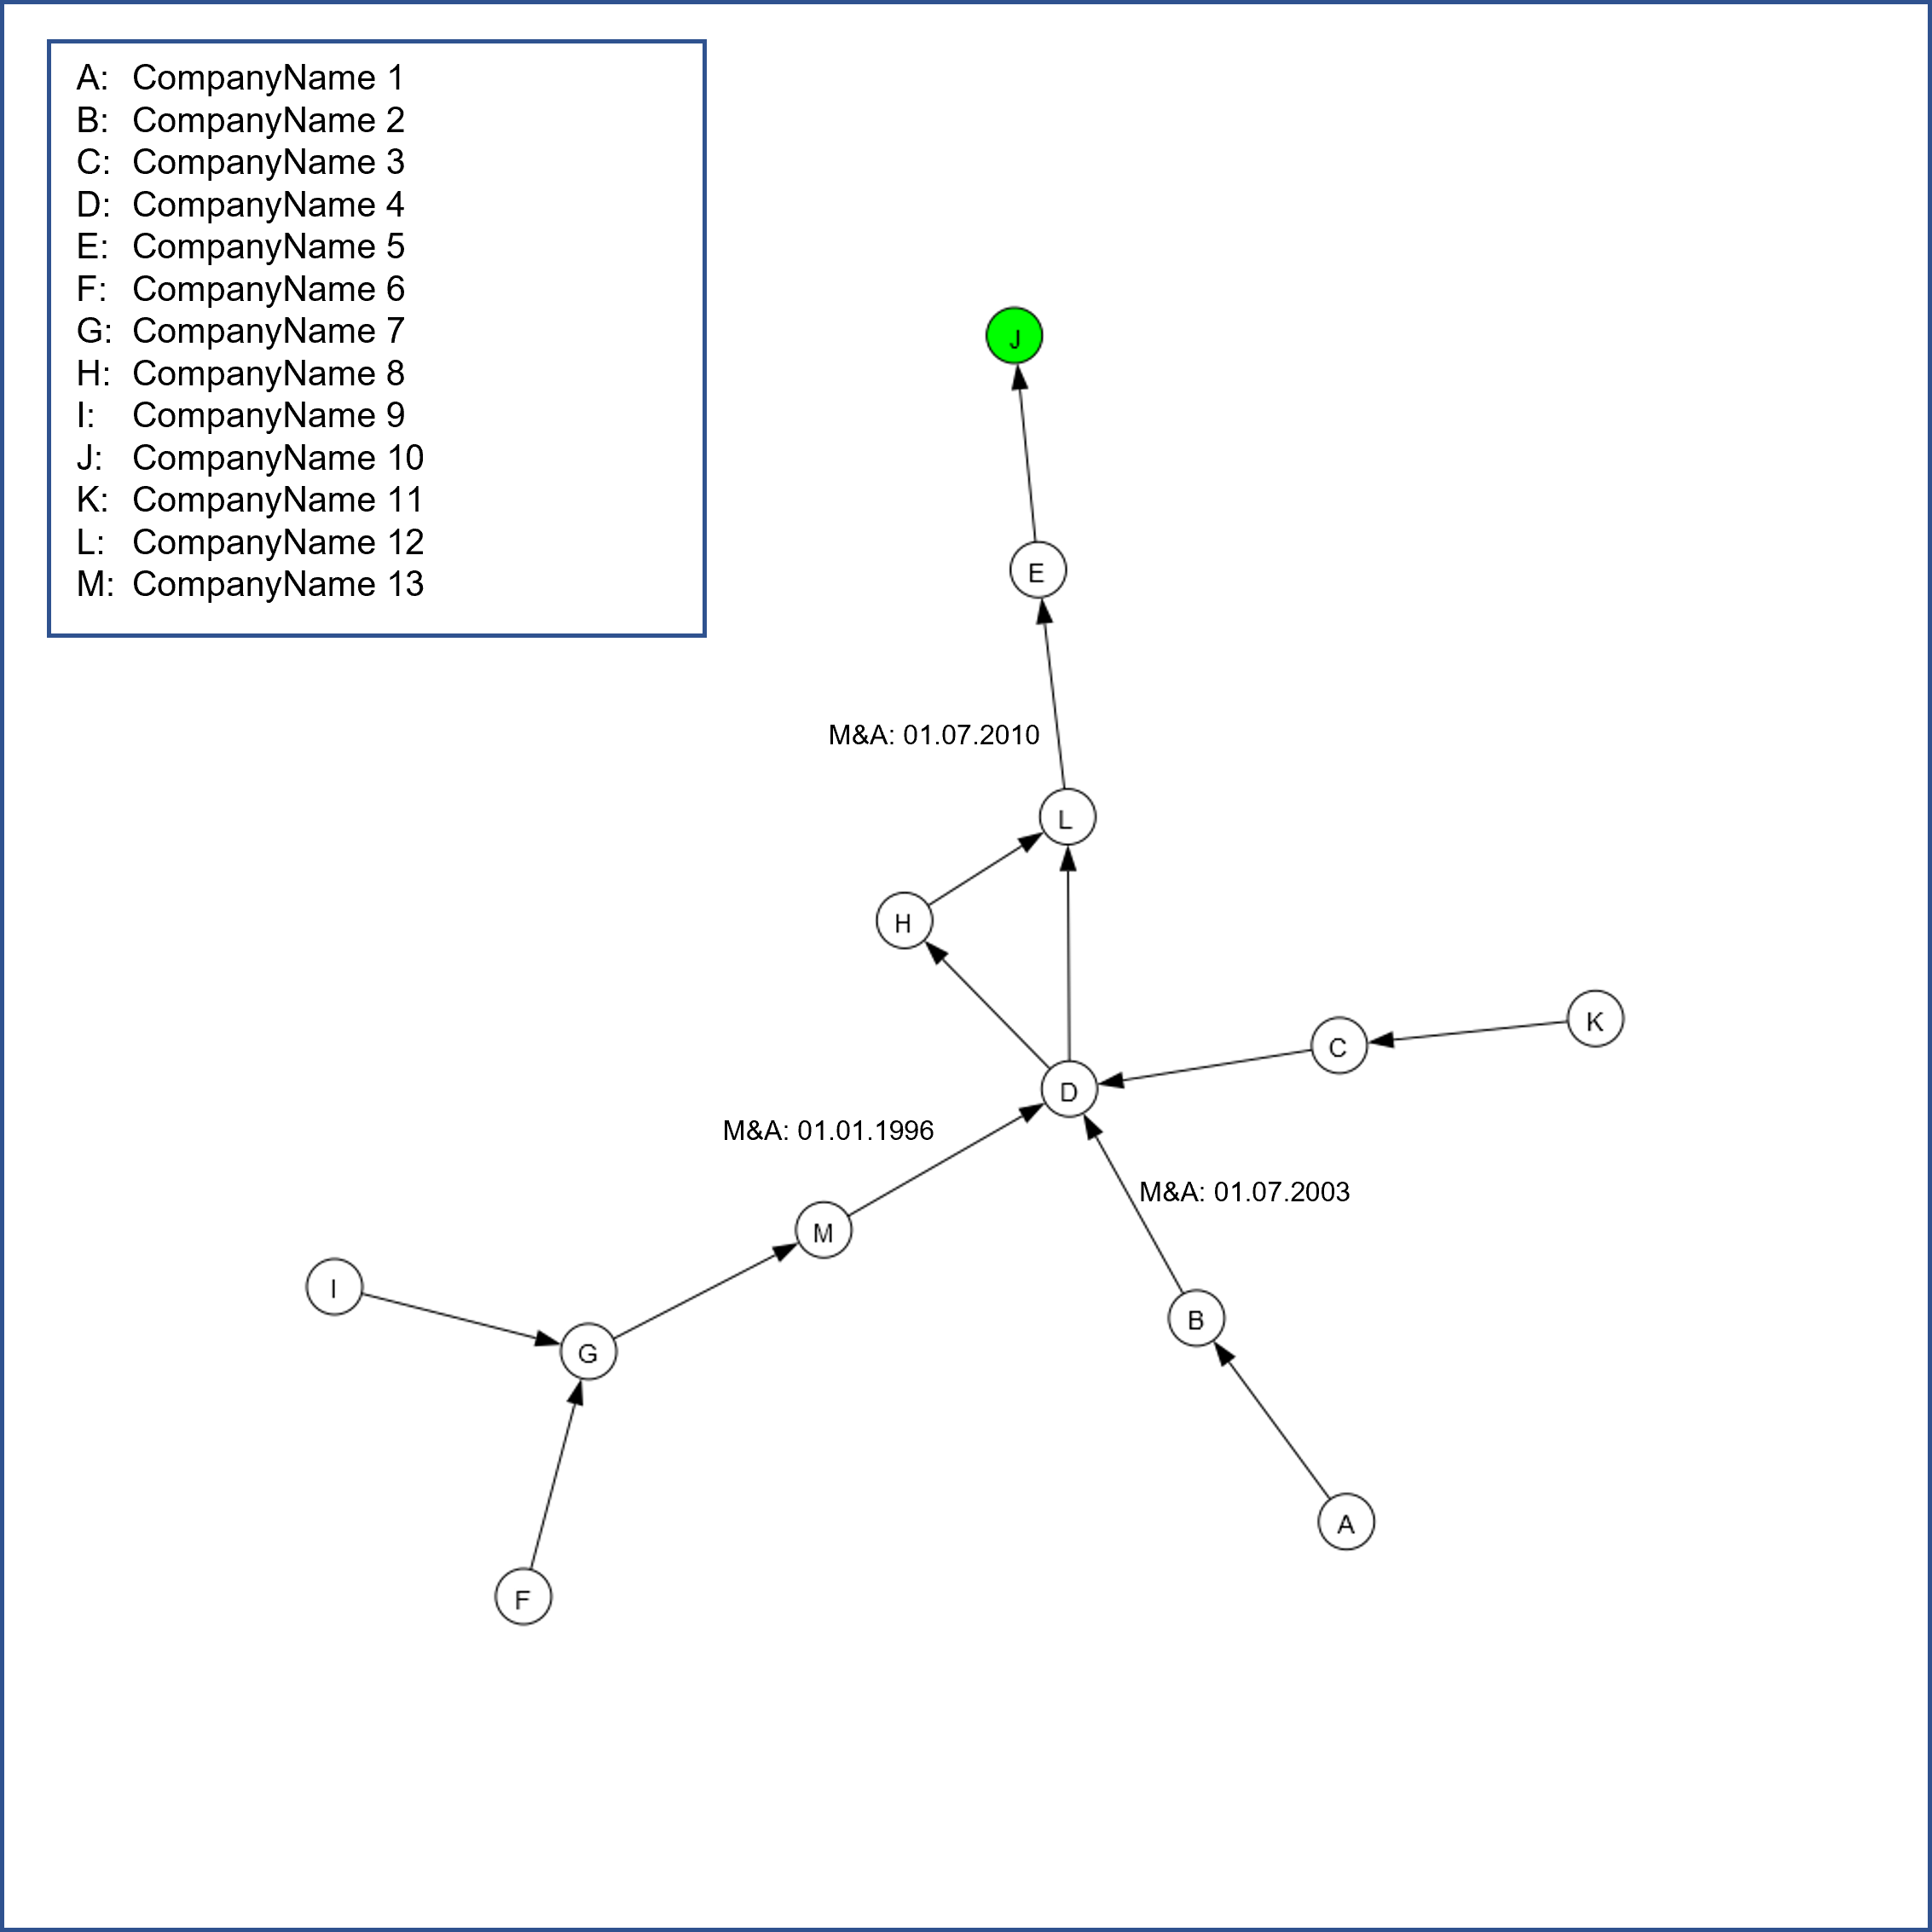 A: CompanyName 1
B: CompanyName 2
C: CompanyName 3
D: CompanyName 4
E: CompanyName 5
F: CompanyName 6
G: CompanyName 7
H: CompanyName 8
I: CompanyName 9
J: CompanyName 10
K: CompanyName 11
L: CompanyName 12
M: CompanyName 13
J
E
M&A: 01.07.2010
L
H
K
C
D
M&A: 01.01.1996
M&A: 01.07.2003
M
I
B
G
A
F